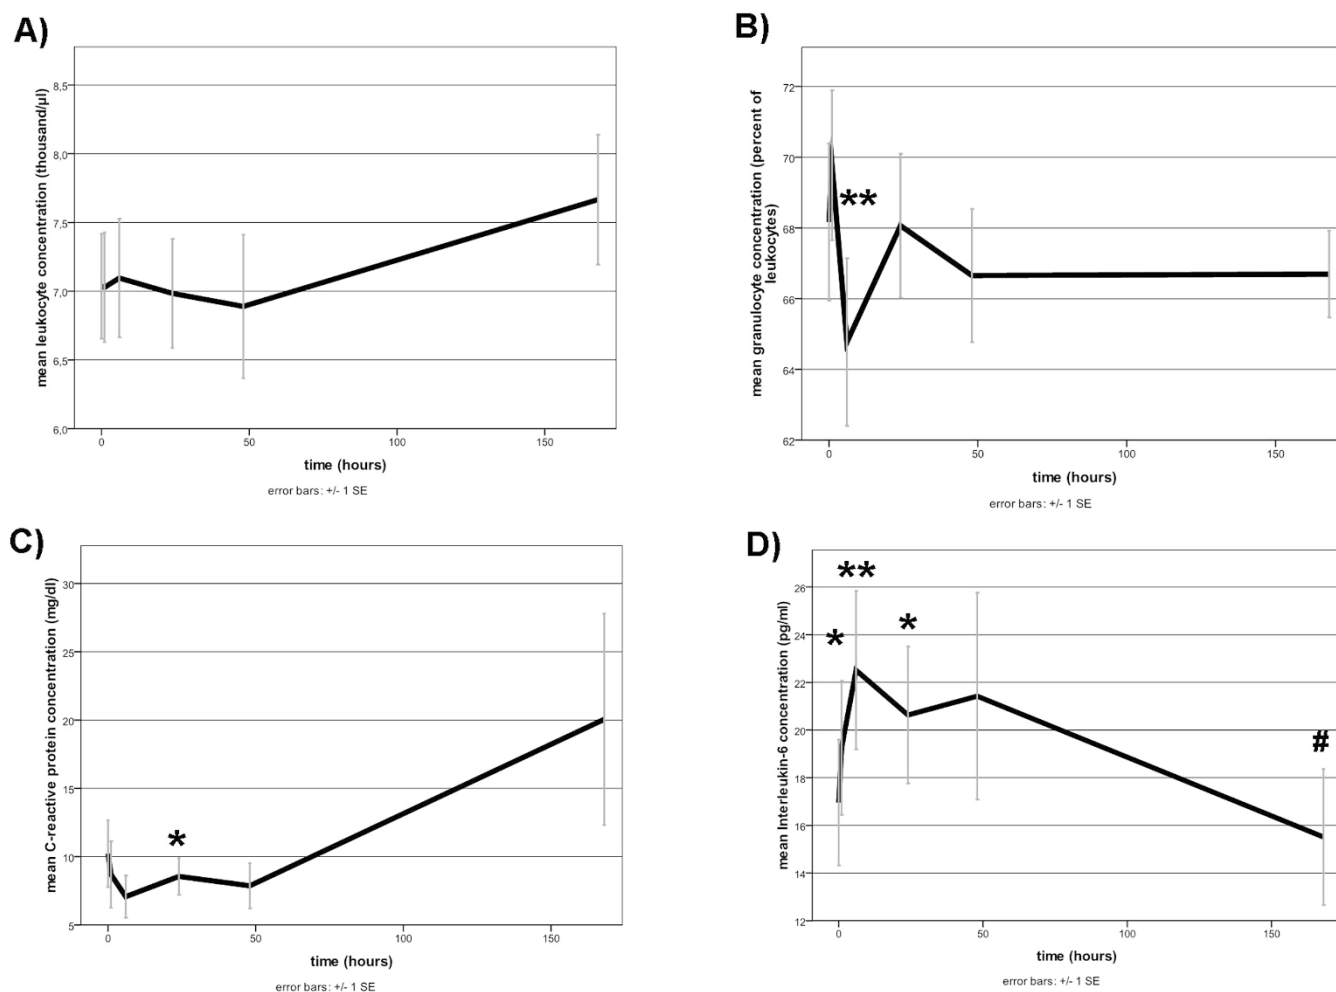 A)
mean leukocyte concentration (thousand/µl)
8,5
8,0
7,5
7,0
6,5
6,0
0 50 100 150
time (hours)
error bars: +/- 1 SE
B)
mean granulocyte concentration (percent of
leukocytes)
72
70
68
66
64
62
**
0 50 100 150
time (hours)
error bars: +/- 1 SE
C)
mean C-reactive protein concentration (mg/dl)
30
25
20
15
10
5
*
0 50 100 150
time (hours)
error bars: +/- 1 SE
D)
mean Interleukin-6 concentration (pg/ml)
26
24
22
20
18
16
14
12
**
*
*
#
0 50 100 150
time (hours)
error bars: +/- 1 SE